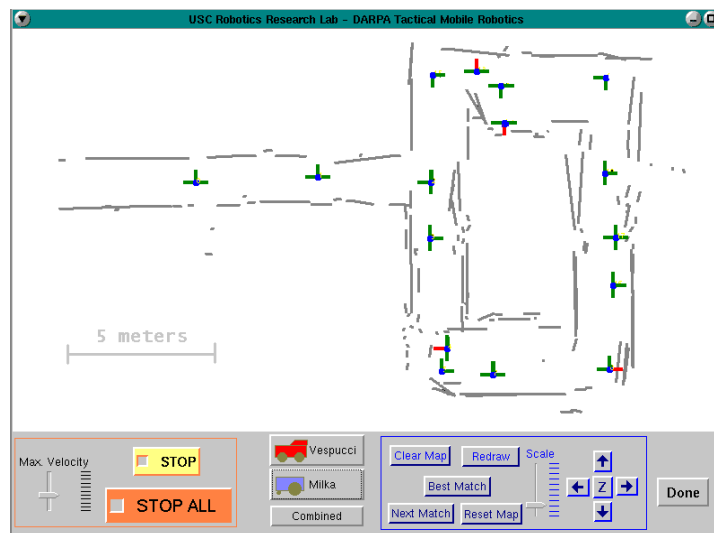 USC Robotics Research Lab - DARPA Tactical Mobile Robotics
5 meters
Max. Velocity
STOP
STOP ALL
Vespucci
Milka
Combined
Clear Map
Redraw
Scale
Best Match
Next Match
Reset Map
Z
Done